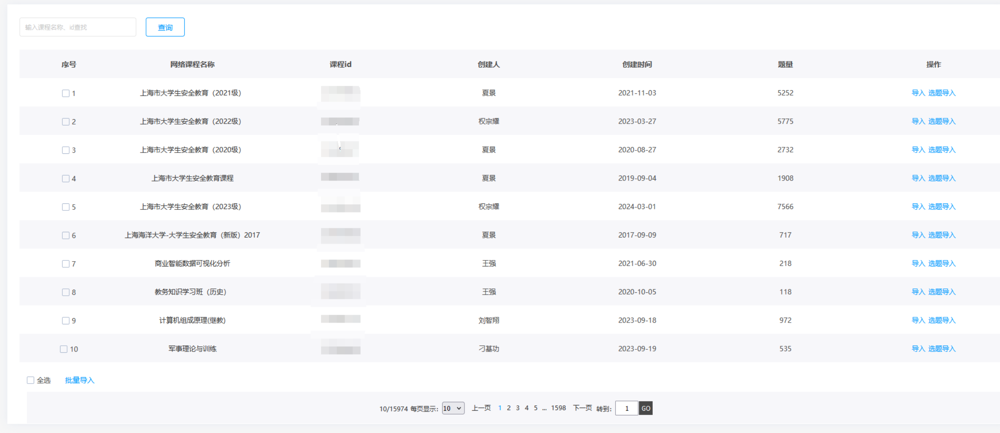 输入课程名称、id查找 查询
序号 网络课程名称 课程id 创建人 创建时间 题量 操作
1 上海市大学生安全教育（2021级） 夏景 2021-11-03 5252 导入 选题导入
2 上海市大学生安全教育（2022级） 权宗耀 2023-03-27 5775 导入 选题导入
3 上海市大学生安全教育（2020级） 夏景 2020-08-27 2732 导入 选题导入
4 上海市大学生安全教育课程 夏景 2019-09-04 1908 导入 选题导入
5 上海市大学生安全教育（2023级） 权宗耀 2024-03-01 7566 导入 选题导入
6 上海海洋大学-大学生安全教育（新版）2017 夏景 2017-09-09 717 导入 选题导入
7 商业智能数据可视化分析 王强 2021-06-30 218 导入 选题导入
8 教务知识学习班（历史） 王强 2020-10-05 118 导入 选题导入
9 计算机组成原理(继教) 刘智翔 2023-09-18 972 导入 选题导入
10 军事理论与训练 刁基功 2023-09-19 535 导入 选题导入
全选 批量导入
10/15974 每页显示: 10 上一页 1 2 3 4 5 ... 1598 下一页 转到: 1 GO